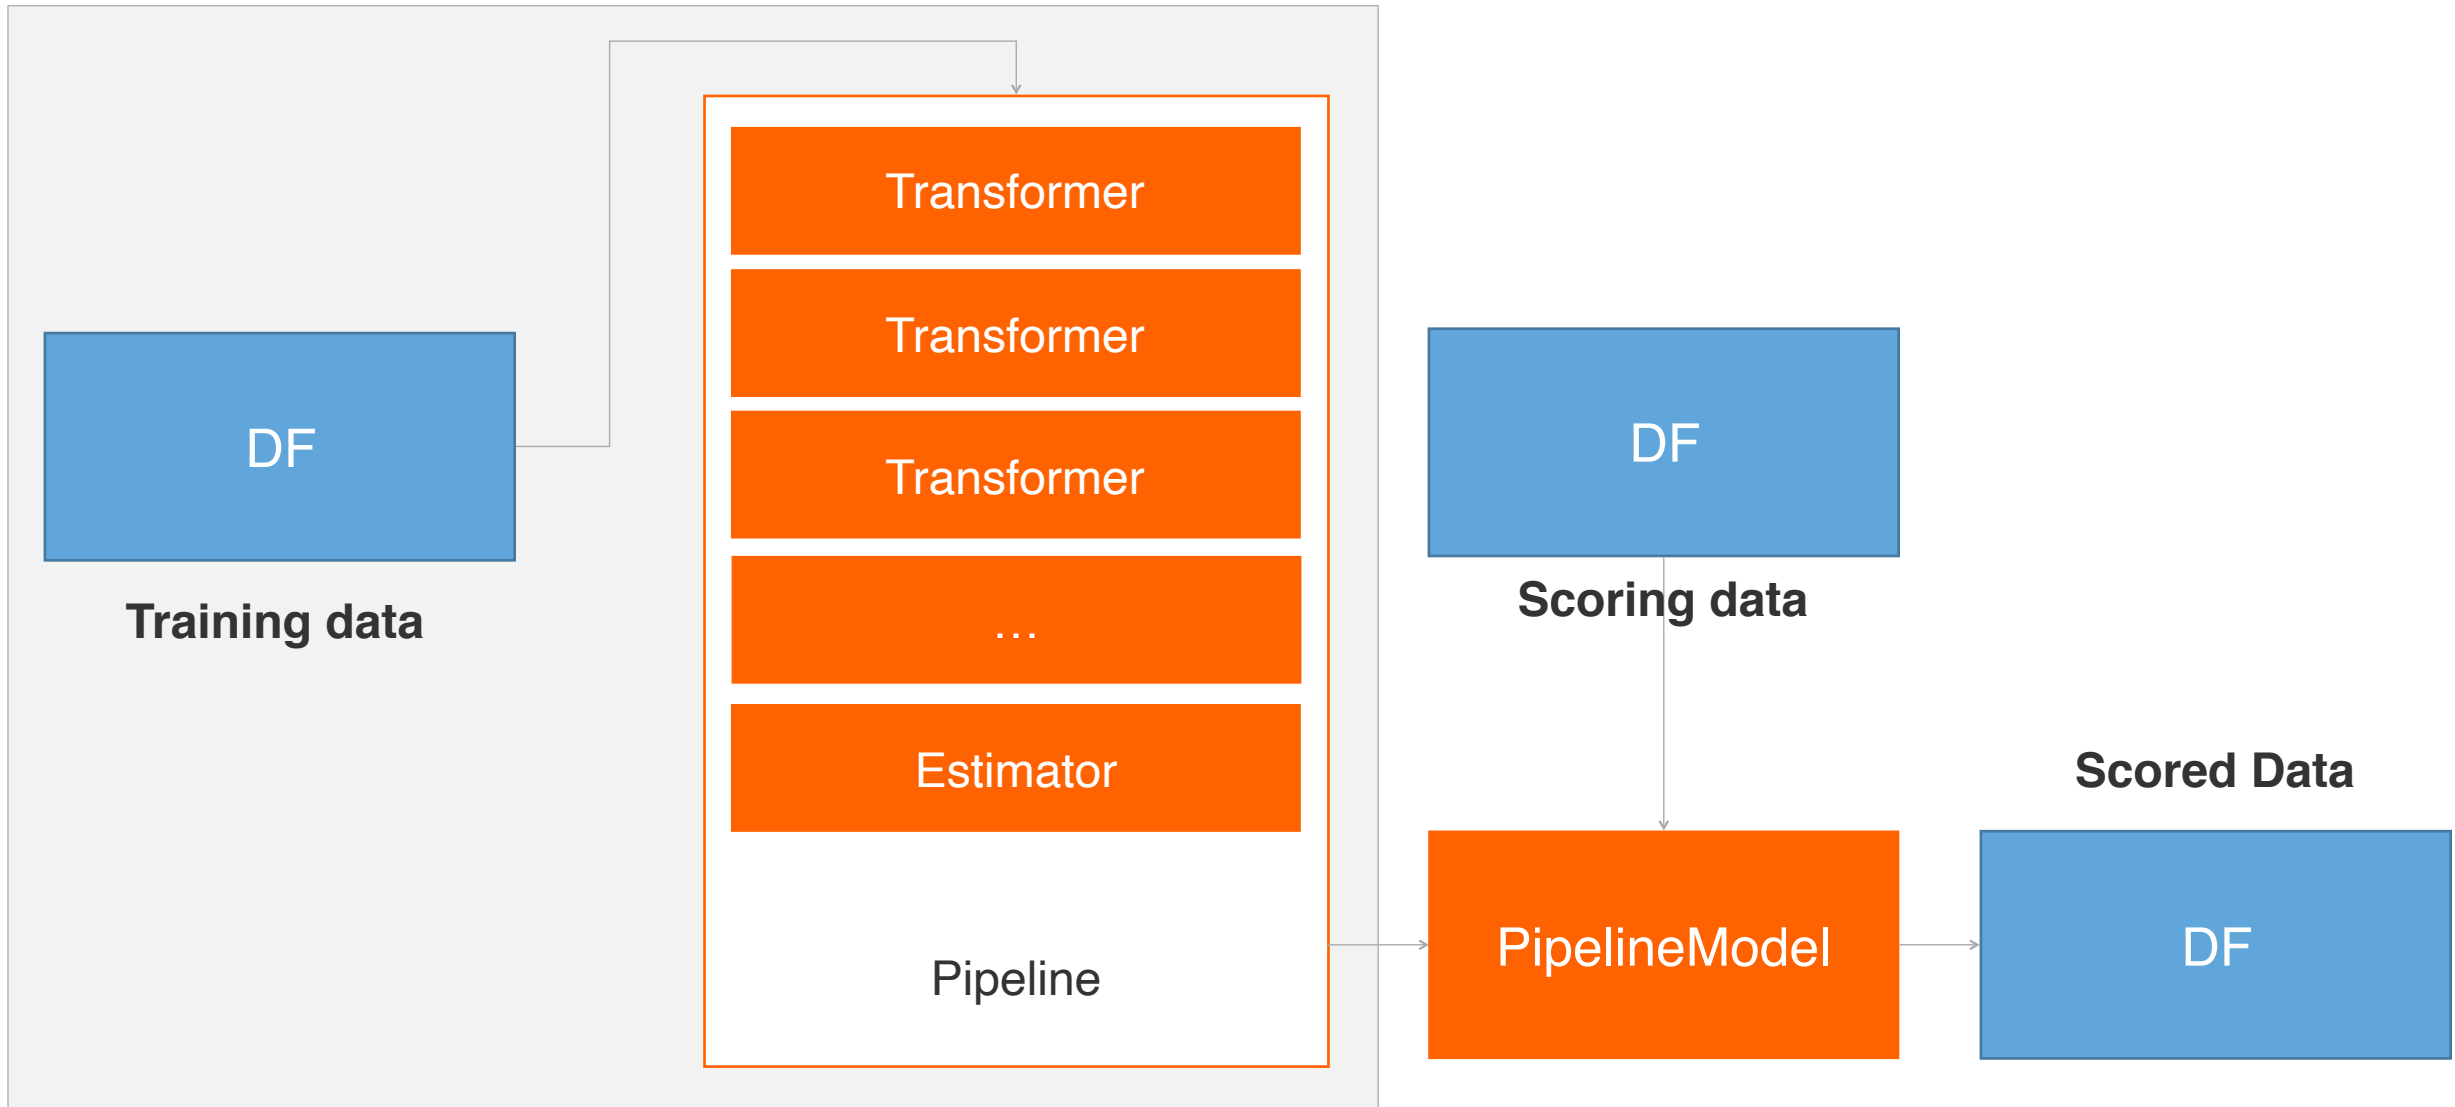 DF
Training data
Transformer
Transformer
Transformer
...
Estimator
Pipeline
DF
Scoring data
PipelineModel
Scored Data
DF